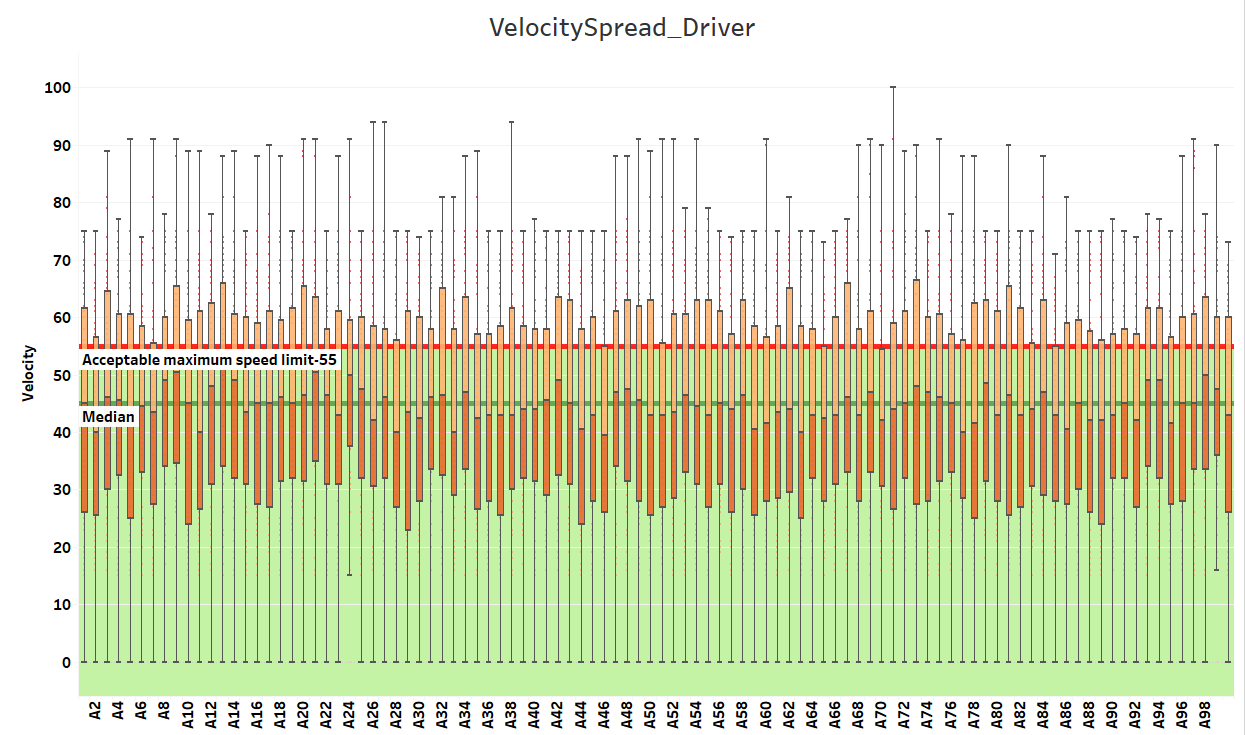 VelocitySpread_Driver
100
90
80
70
60
50
40
30
20
10
0
Velocity
Acceptable maximum speed limit-55
Median
A2
A4
A6
A8
A10
A12
A14
A16
A18
A20
A22
A24
A26
A28
A30
A32
A34
A36
A38
A40
A42
A44
A46
A48
A50
A52
A54
A56
A58
A60
A62
A64
A66
A68
A70
A72
A74
A76
A78
A80
A82
A84
A86
A88
A90
A92
A94
A96
A98